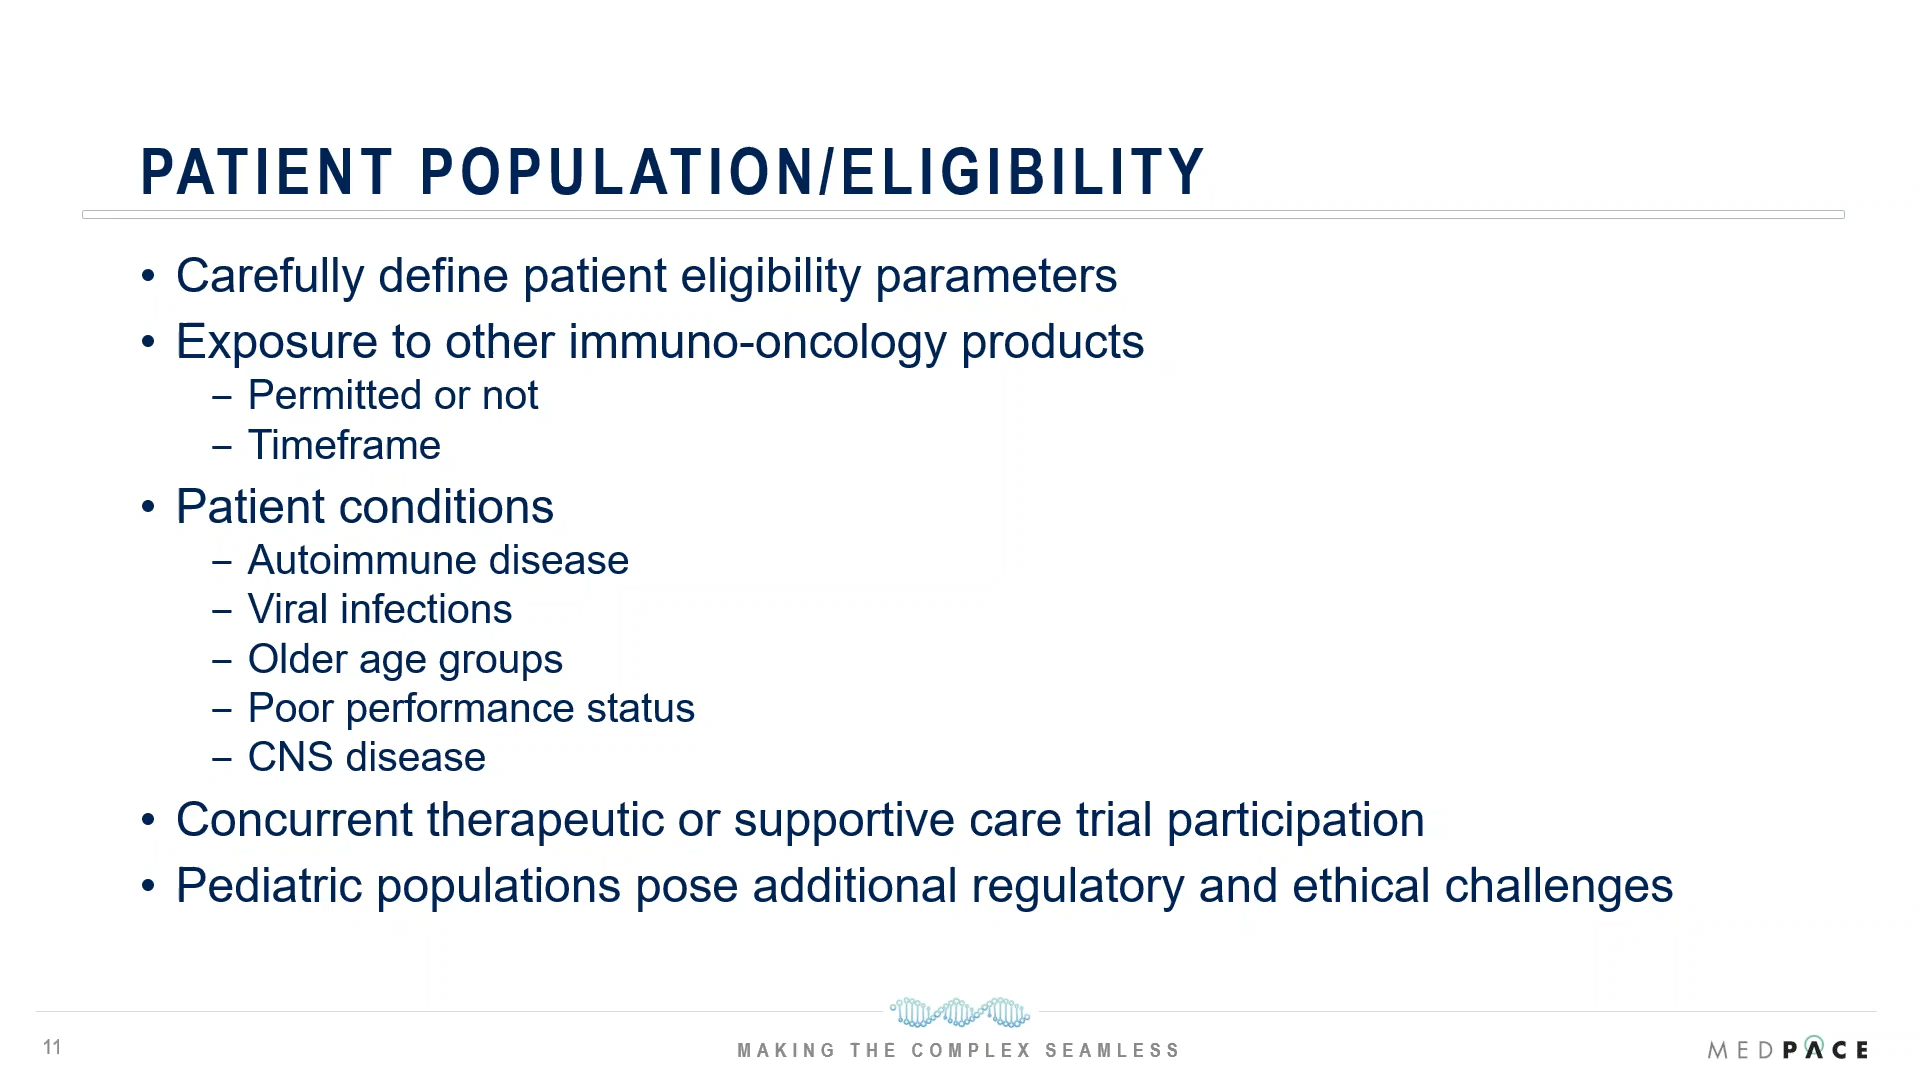 PATIENT POPULATION/ELIGIBILITY
• Carefully define patient eligibility parameters
• Exposure to other immuno-oncology products
– Permitted or not
– Timeframe
• Patient conditions
– Autoimmune disease
– Viral infections
– Older age groups
– Poor performance status
– CNS disease
• Concurrent therapeutic or supportive care trial participation
• Pediatric populations pose additional regulatory and ethical challenges
11
MAKING THE COMPLEX SEAMLESS
MEDPACE